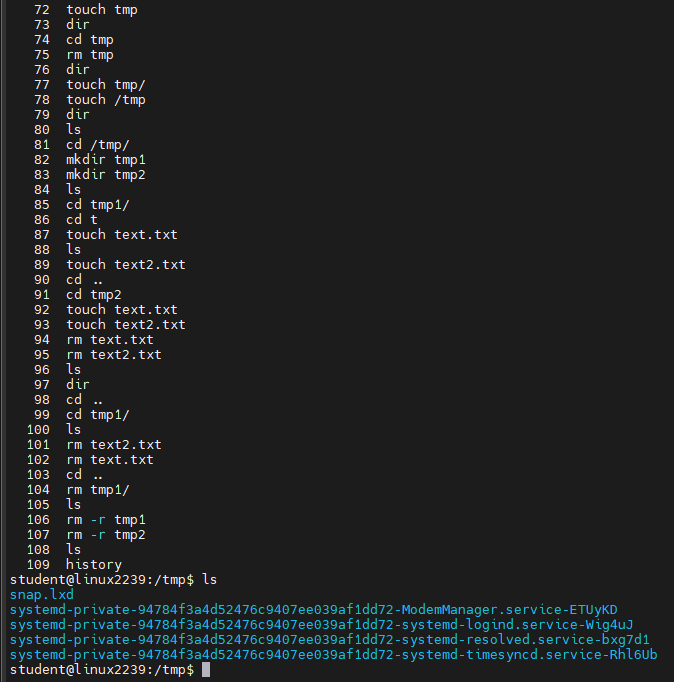 72 touch tmp
73 dir
74 cd tmp
75 rm tmp
76 dir
77 touch tmp/
78 touch /tmp
79 dir
80 ls
81 cd /tmp/
82 mkdir tmp1
83 mkdir tmp2
84 ls
85 cd tmp1/
86 cd t
87 touch text.txt
88 ls
89 touch text2.txt
90 cd ..
91 cd tmp2
92 touch text.txt
93 touch text2.txt
94 rm text.txt
95 rm text2.txt
96 ls
97 dir
98 cd ..
99 cd tmp1/
100 ls
101 rm text2.txt
102 rm text.txt
103 cd ..
104 rm tmp1/
105 ls
106 rm -r tmp1
107 rm -r tmp2
108 ls
109 history
student@linux2239:/tmp$ ls
snap.lxd
systemd-private-94784f3a4d52476c9407ee039af1dd72-ModemManager.service-ETUyKD
systemd-private-94784f3a4d52476c9407ee039af1dd72-systemd-logind.service-Wig4uJ
systemd-private-94784f3a4d52476c9407ee039af1dd72-systemd-resolved.service-bxg7d1
systemd-private-94784f3a4d52476c9407ee039af1dd72-systemd-timesyncd.service-Rhl6Ub
student@linux2239:/tmp$